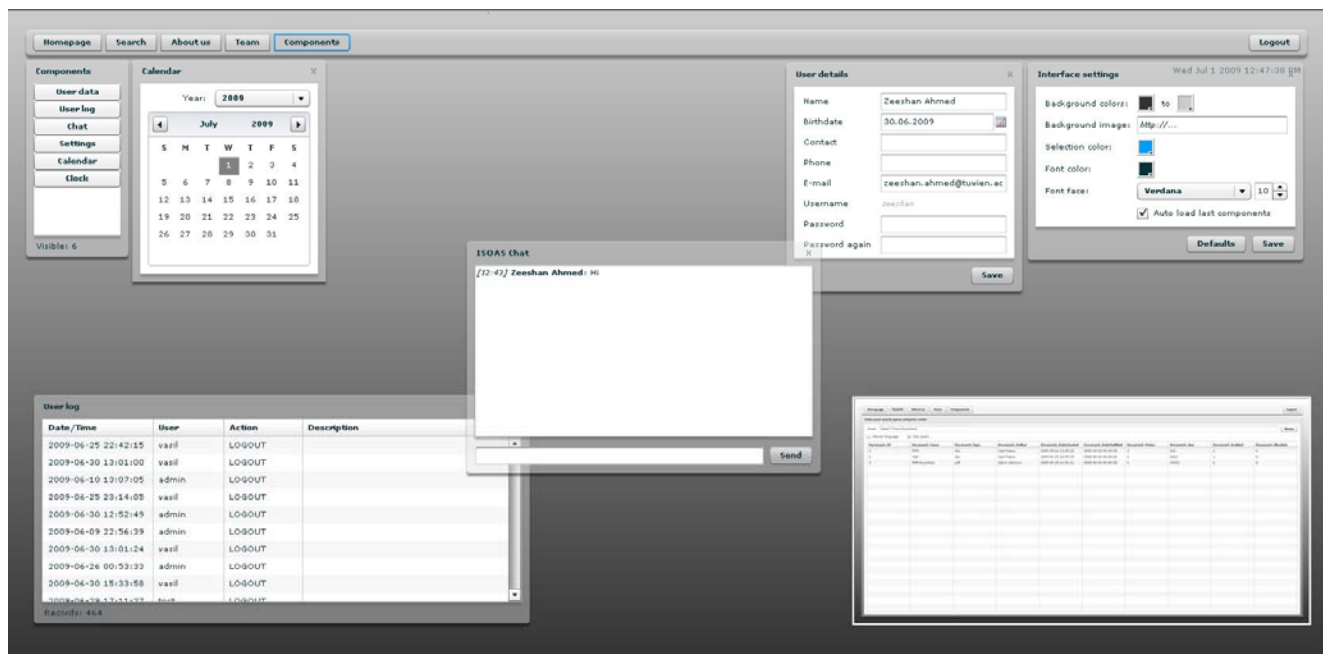 Homepage Search About us Team Components Logout
Components
User data
User log
Chat
Settings
Calendar
Clock
Visible: 6
Calendar x
Year: 2009
July 2009
S M T W T F S
1 2 3 4
5 6 7 8 9 10 11
12 13 14 15 16 17 18
19 20 21 22 23 24 25
26 27 28 29 30 31
User details x
Name Zeeshan Ahmed
Birthdate 30.06.2009
Contact
Phone
E-mail zeeshan.ahmed@tuwien.ac
Username zeeshan
Password
Password again
Save
Interface settings Wed Jul 1 2009 12:47:38 PM
Background colors: to
Background image: http://...
Selection color:
Font color:
Font face: Verdana 10
Auto load last components
Defaults Save
ISOAS Chat x
[12:43] Zeeshan Ahmed: Hi
Send
User log
Date/Time User Action Description
2009-06-25 22:42:15 vasil LOGOUT
2009-06-30 13:01:00 vasil LOGOUT
2009-06-10 13:07:05 admin LOGOUT
2009-06-25 23:14:05 vasil LOGOUT
2009-06-30 12:52:49 admin LOGOUT
2009-06-09 22:56:39 admin LOGOUT
2009-06-30 13:01:24 vasil LOGOUT
2009-06-26 00:53:33 admin LOGOUT
2009-06-30 15:33:58 vasil LOGOUT
LOGOUT
Records: 464
Homepage Search About us Team Components Logout